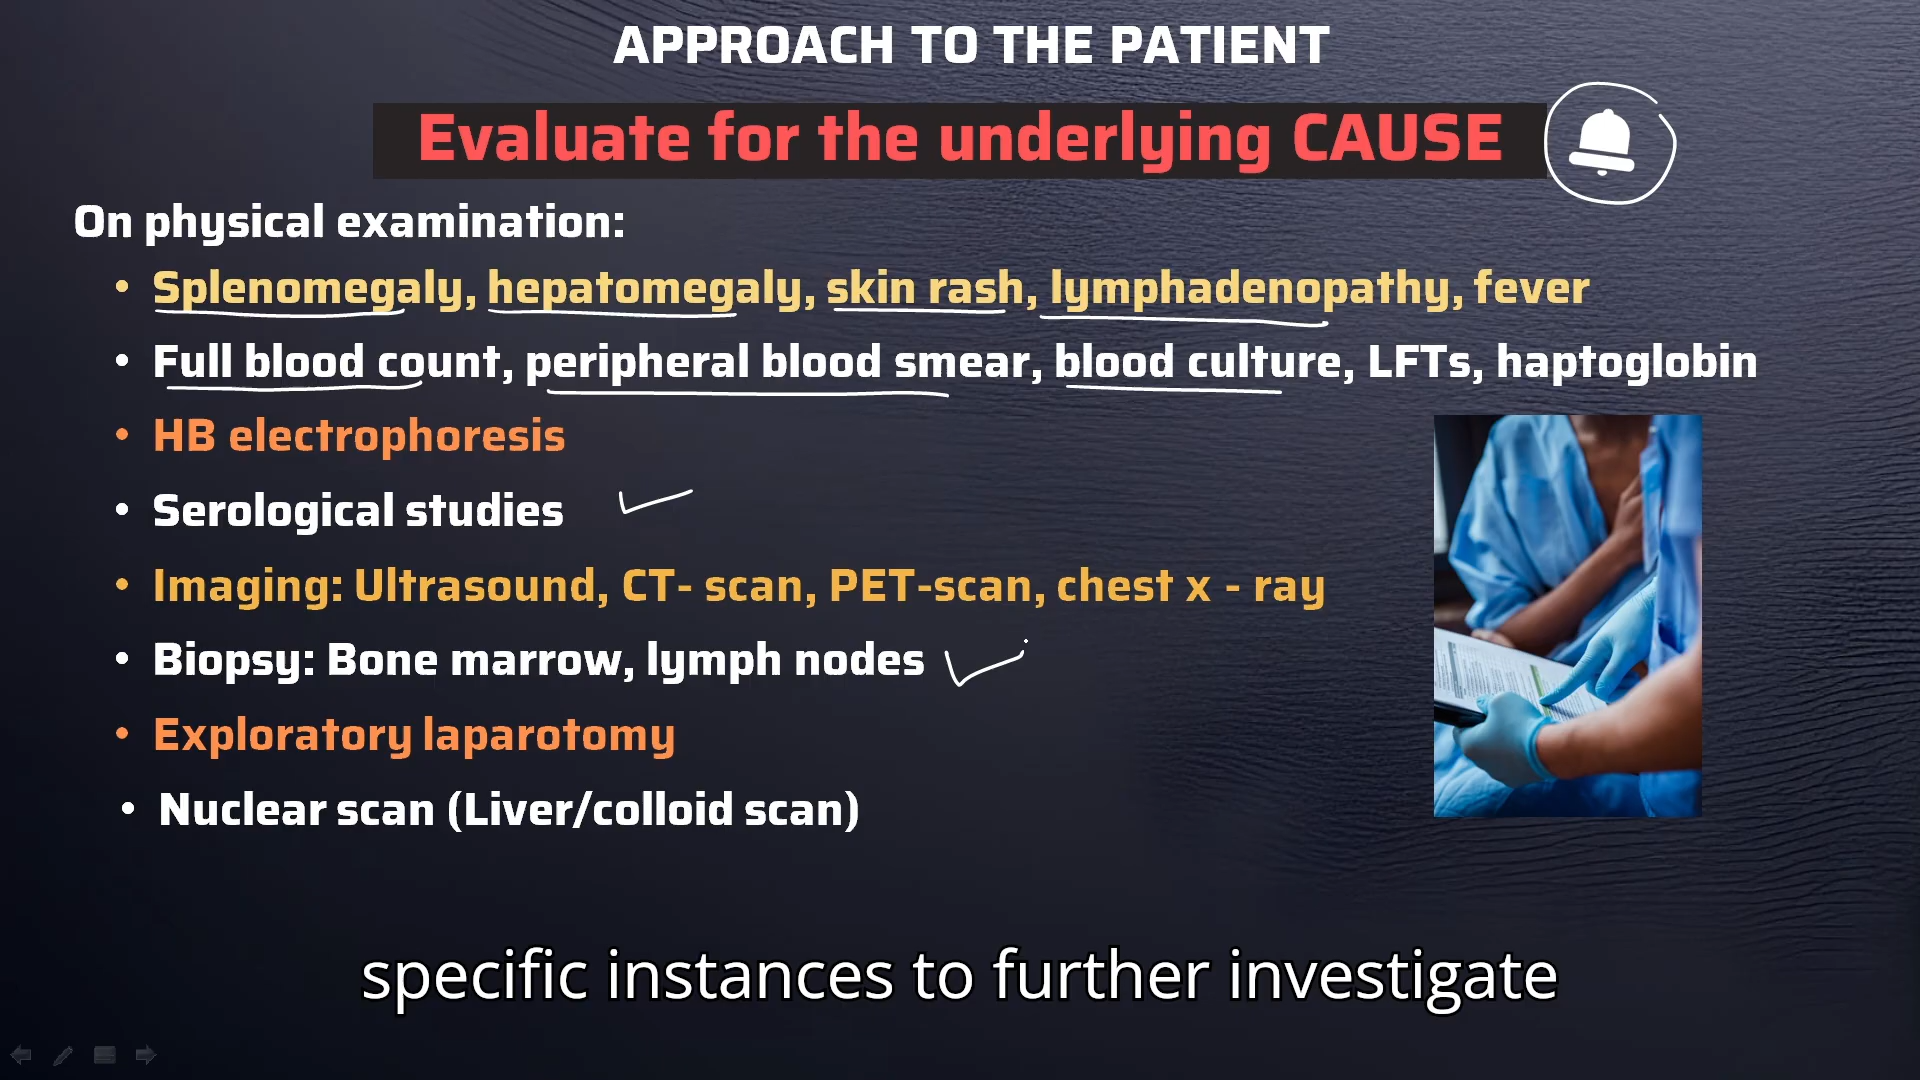 APPROACH TO THE PATIENT
Evaluate for the underlying CAUSE
On physical examination:
• Splenomegaly, hepatomegaly, skin rash, lymphadenopathy, fever
• Full blood count, peripheral blood smear, blood culture, LFTs, haptoglobin
• HB electrophoresis
• Serological studies
• Imaging: Ultrasound, CT- scan, PET-scan, chest x - ray
• Biopsy: Bone marrow, lymph nodes
• Exploratory laparotomy
• Nuclear scan (Liver/colloid scan)
specific instances to further investigate